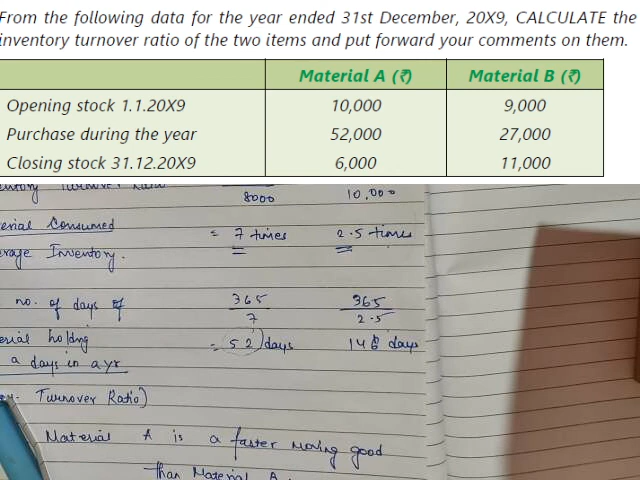 From the following data for the year ended 31st December, 20X9, CALCULATE the
inventory turnover ratio of the two items and put forward your comments on them.
Material A (₹) Material B (₹)
Opening stock 1.1.20X9 10,000 9,000
Purchase during the year 52,000 27,000
Closing stock 31.12.20X9 6,000 11,000
8000 10,000
Consumed = 7 times 2.5 times
Inventory.
no. of days of 365 365
7 2.5
holding = 52 days 146 days
a days in a yr
Turnover Ratio)
Material A is a faster moving good
than Material